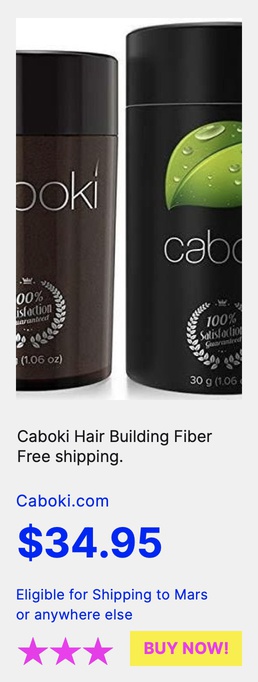 boki
cabo
100%
Satisfaction
Guaranteed
(1.06 oz)
100%
Satisfaction
Guaranteed
30 g (1.06 o
Caboki Hair Building Fiber
Free shipping.
Caboki.com
$34.95
Eligible for Shipping to Mars
or anywhere else
BUY NOW!